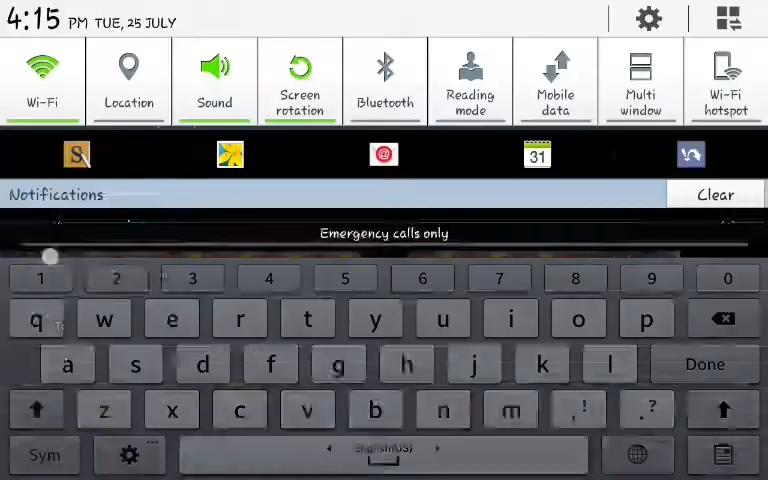 4:15 PM TUE, 25 JULY
Wi-Fi
Location
Sound
Screen rotation
Bluetooth
Reading mode
Mobile data
Multi window
Wi-Fi hotspot
S
@
31
Notifications
Clear
Emergency calls only
1 2 3 4 5 6 7 8 9 0
q w e r t y u i o p
a s d f g h j k l Done
z x c v b n m ,! .?
Sym English(US)